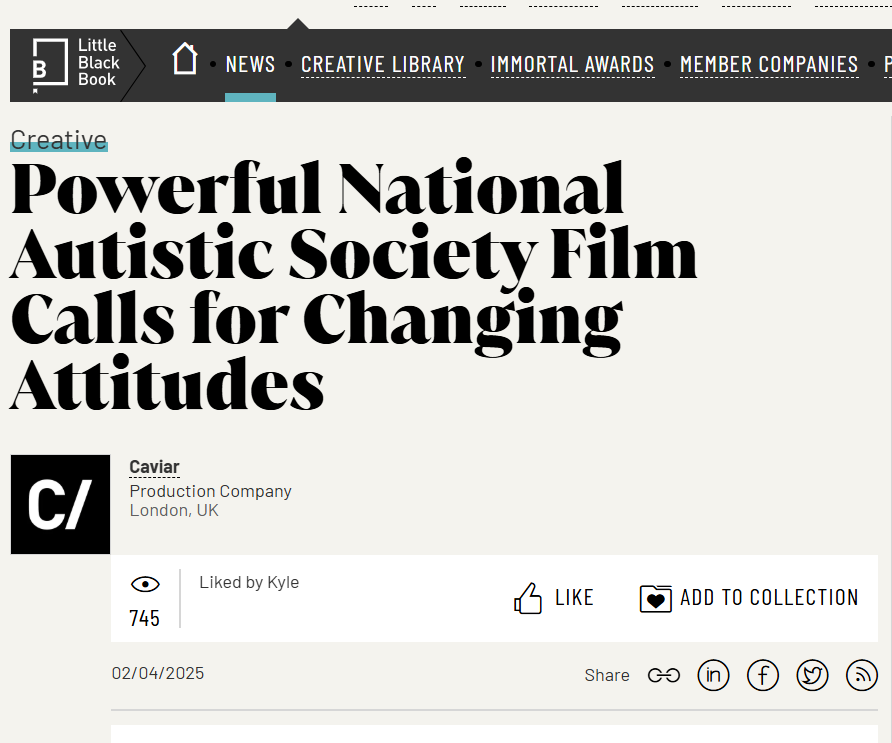 Little
Black
Book
B
NEWS • CREATIVE LIBRARY • IMMORTAL AWARDS • MEMBER COMPANIES •
Creative
Powerful National
Autistic Society Film
Calls for Changing
Attitudes
C/
Caviar
Production Company
London, UK
745
Liked by Kyle
LIKE
ADD TO COLLECTION
02/04/2025
Share
in
f